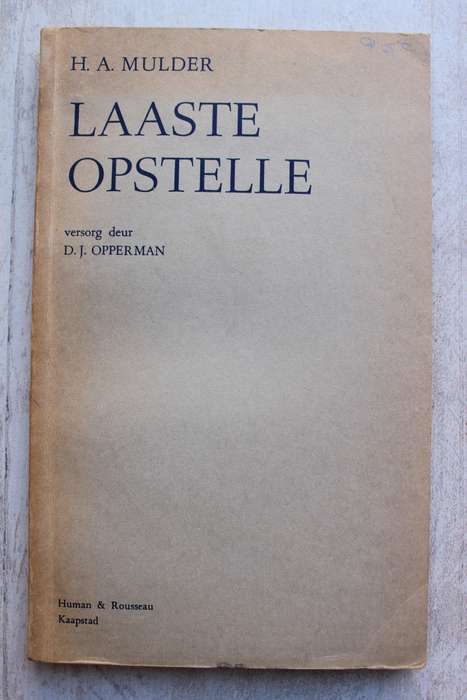 H. A. MULDER
LAASTE
OPSTELLE
versorg deur
D. J. OPPERMAN
Human & Rousseau
Kaapstad